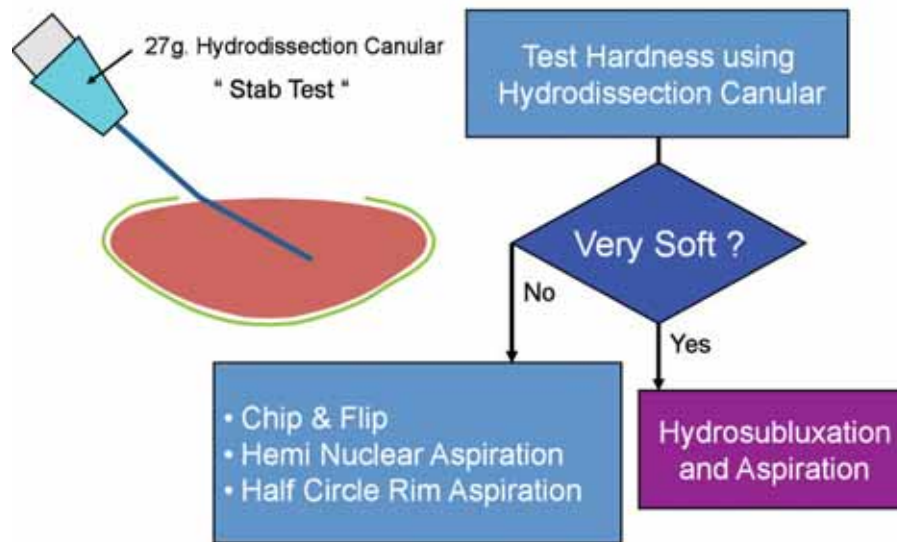 27g. Hydrodissection Canular
“ Stab Test “
Test Hardness using
Hydrodissection Canular
Very Soft ?
No
Yes
• Chip & Flip
• Hemi Nuclear Aspiration
• Half Circle Rim Aspiration
Hydrosubluxation
and Aspiration